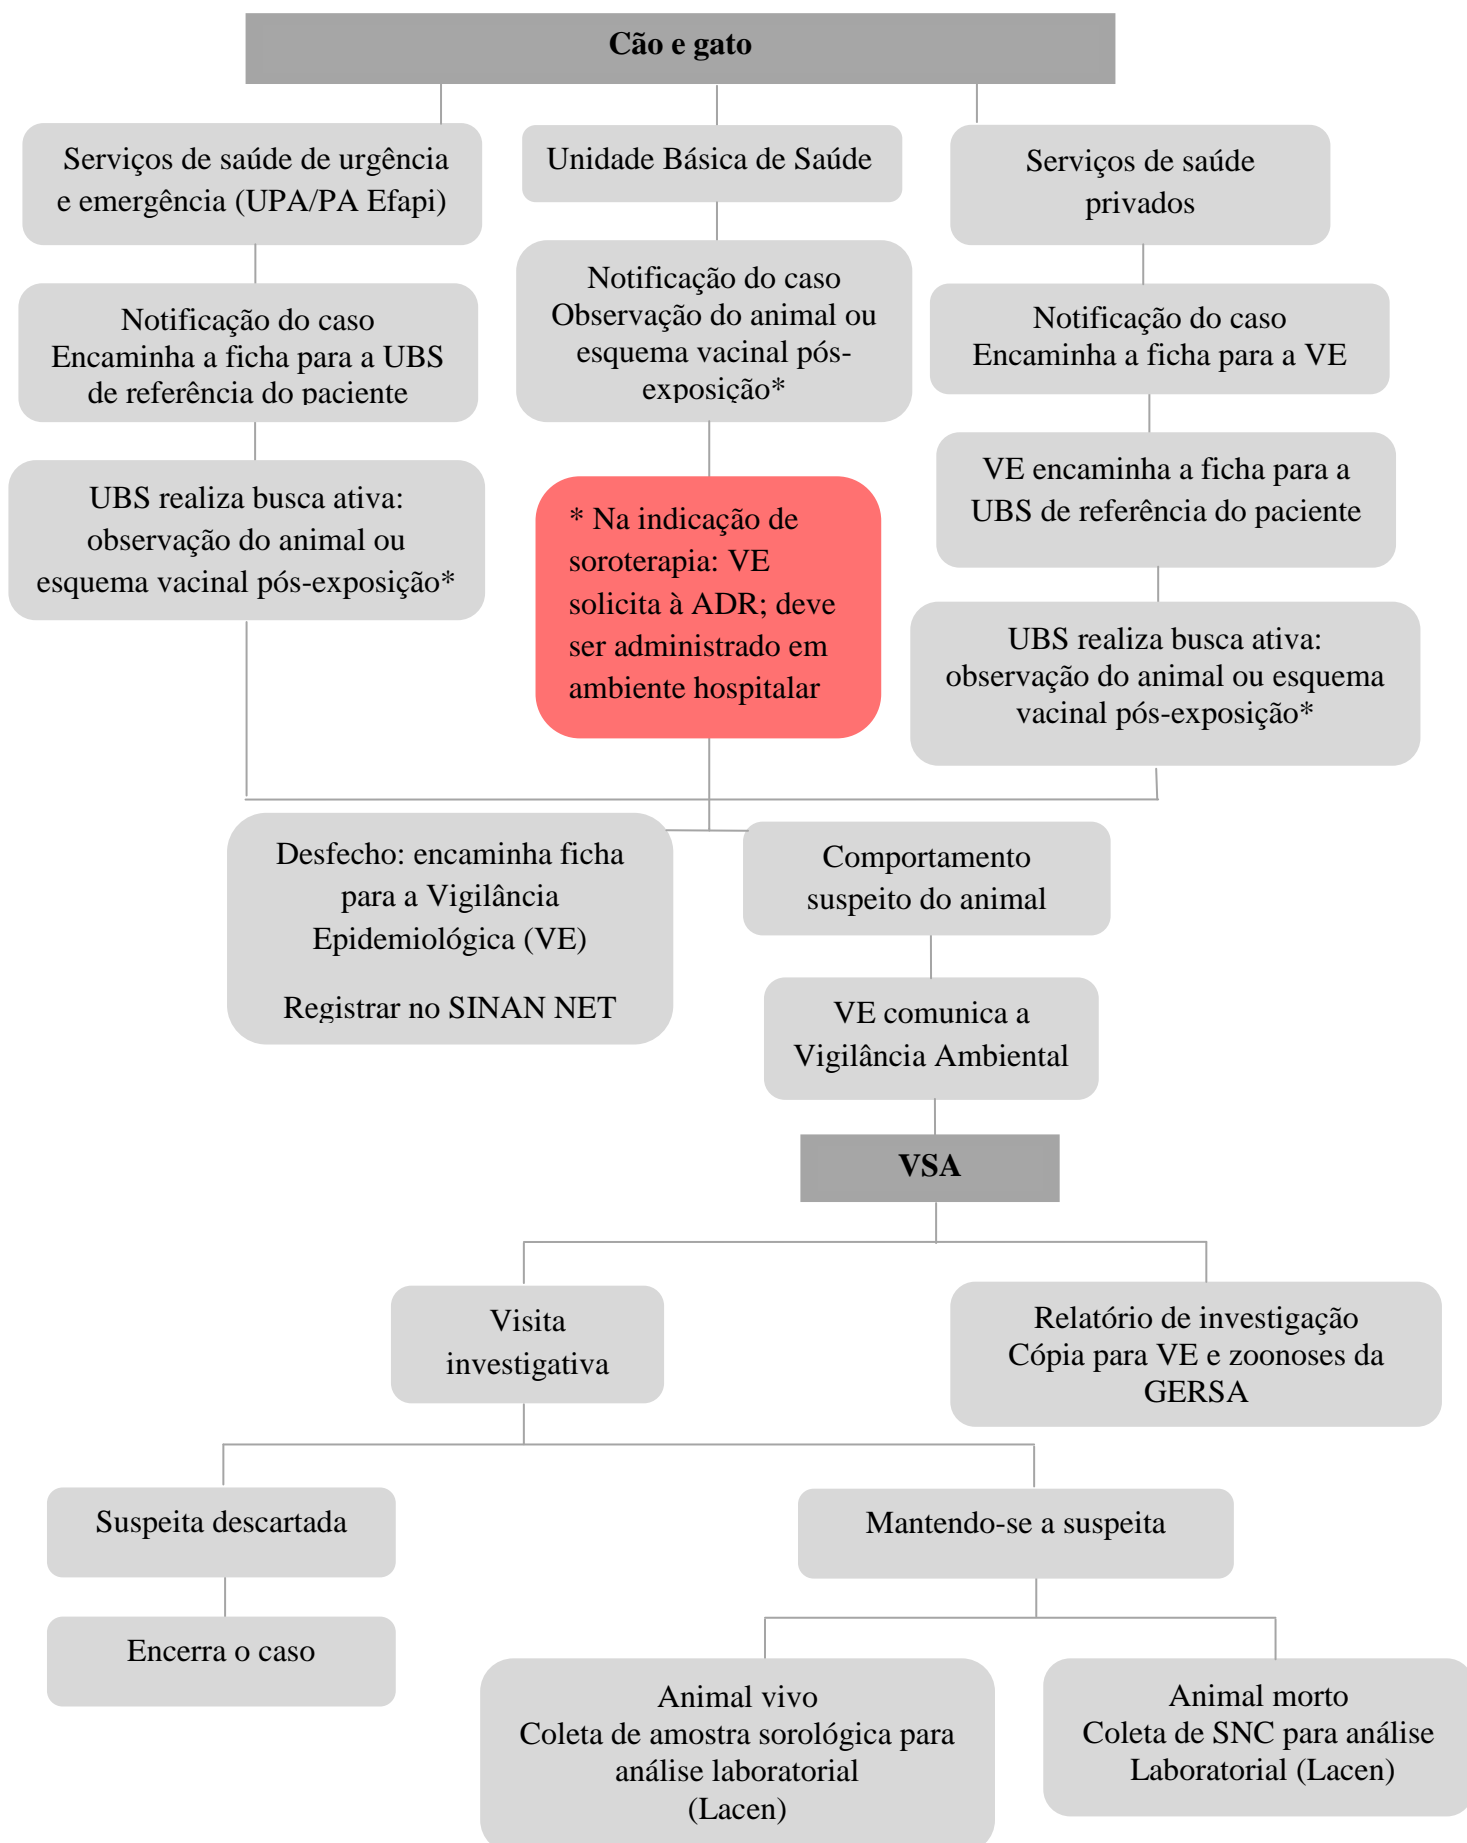 Cão e gato
Serviços de saúde de urgência
e emergência (UPA/PA Efapi)
Unidade Básica de Saúde
Serviços de saúde
privados
Notificação do caso
Encaminha a ficha para a UBS
de referência do paciente
Notificação do caso
Observação do animal ou
esquema vacinal pós-
exposição*
Notificação do caso
Encaminha a ficha para a VE
UBS realiza busca ativa:
observação do animal ou
esquema vacinal pós-exposição*
* Na indicação de
soroterapia: VE
solicita à ADR; deve
ser administrado em
ambiente hospitalar
VE encaminha a ficha para a
UBS de referência do paciente
UBS realiza busca ativa:
observação do animal ou esquema
vacinal pós-exposição*
Desfecho: encaminha ficha
para a Vigilância
Epidemiológica (VE)
Registrar no SINAN NET
Comportamento
suspeito do animal
VE comunica a
Vigilância Ambiental
VSA
Visita
investigativa
Relatório de investigação
Cópia para VE e zoonoses da
GERSA
Suspeita descartada
Mantendo-se a suspeita
Encerra o caso
Animal vivo
Coleta de amostra sorológica para
análise laboratorial
(Lacen)
Animal morto
Coleta de SNC para análise
Laboratorial (Lacen)